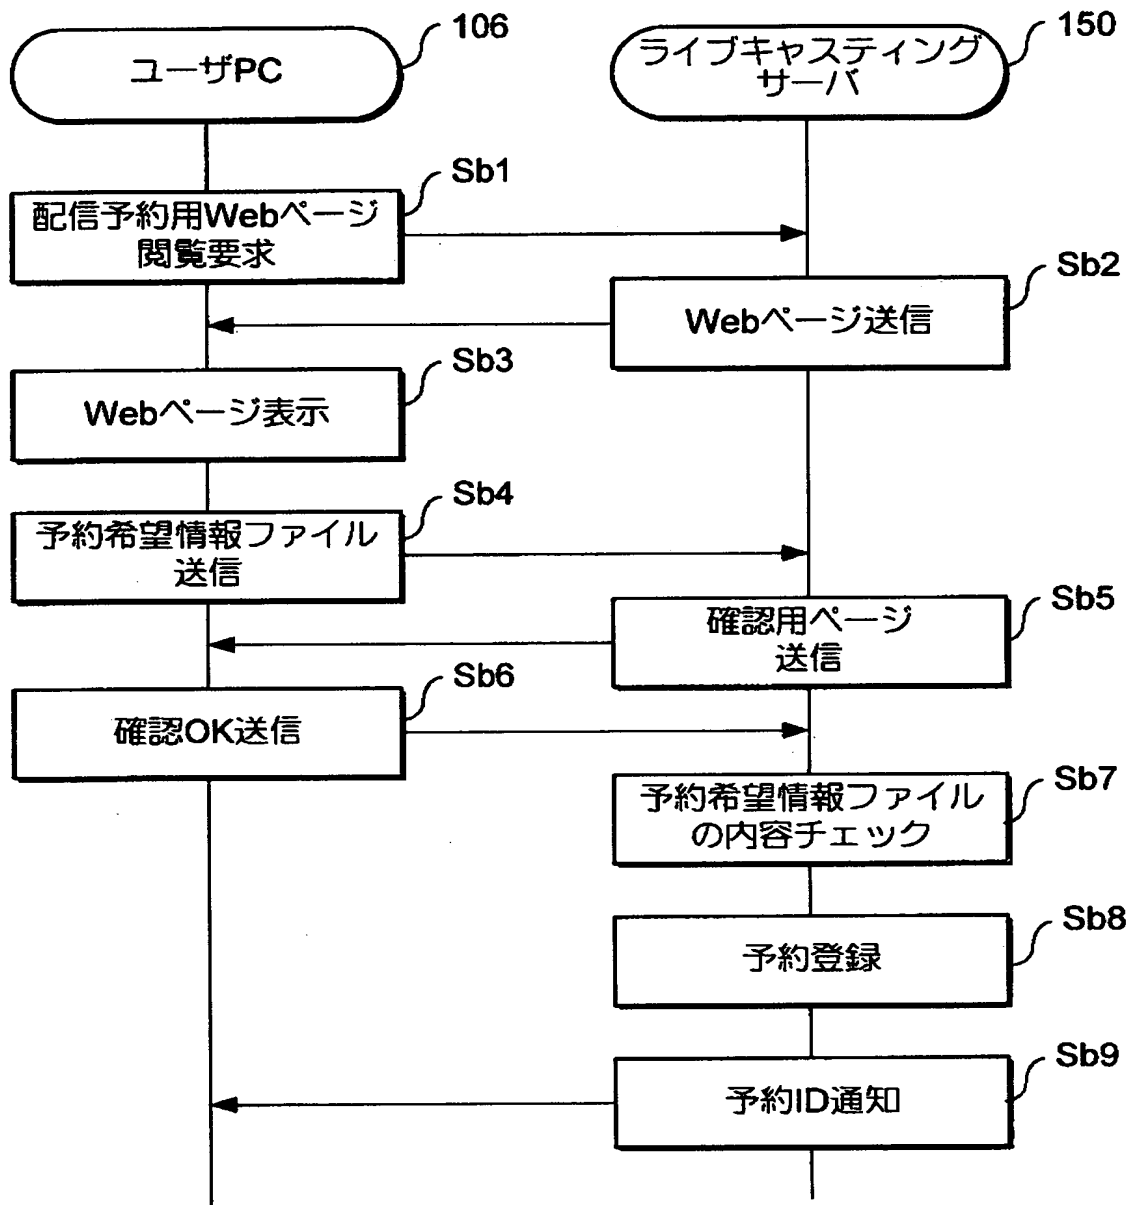 106
ユーザPC
150
ライブキャスティング
サーバ
Sb1
配信予約用Webページ
閲覧要求
Sb2
Webページ送信
Sb3
Webページ表示
Sb4
予約希望情報ファイル
送信
Sb5
確認用ページ
送信
Sb6
確認OK送信
Sb7
予約希望情報ファイル
の内容チェック
Sb8
予約登録
Sb9
予約ID通知